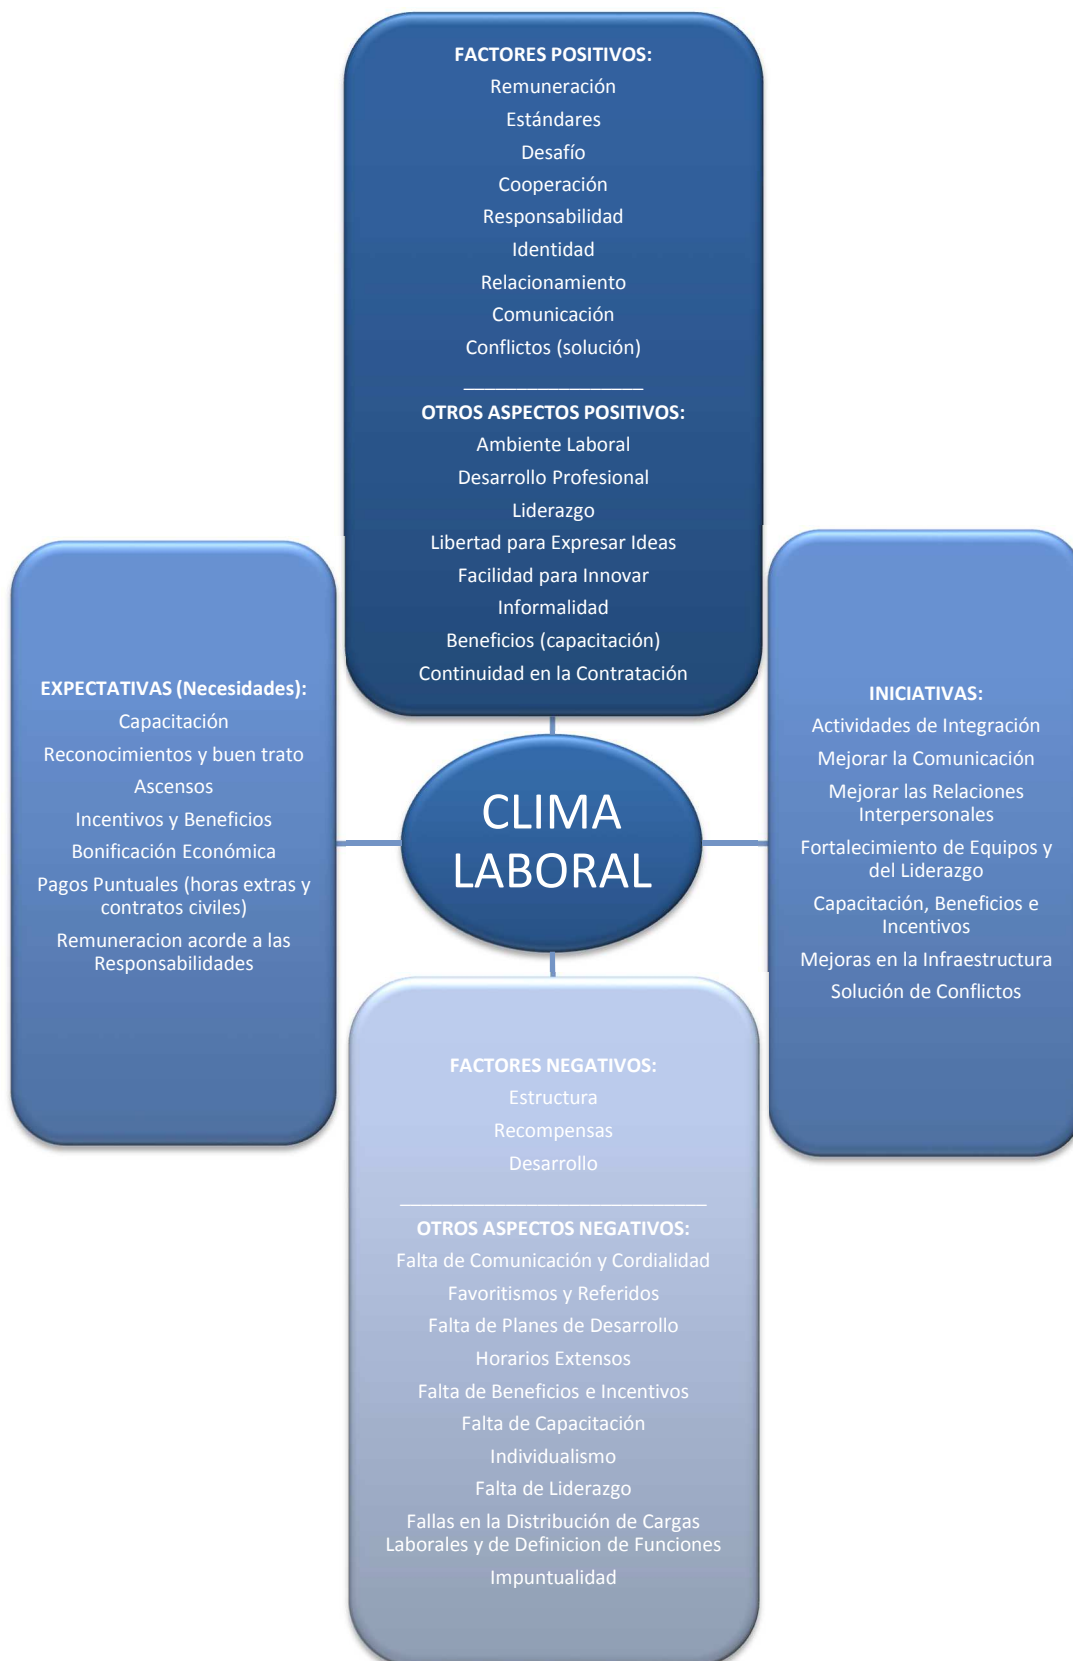 FACTORES POSITIVOS:
Remuneración
Estándares
Desafío
Cooperación
Responsabilidad
Identidad
Relacionamiento
Comunicación
Conflictos (solución)
OTROS ASPECTOS POSITIVOS:
Ambiente Laboral
Desarrollo Profesional
Liderazgo
Libertad para Expresar Ideas
Facilidad para Innovar
Informalidad
Beneficios (capacitación)
Continuidad en la Contratación
EXPECTATIVAS (Necesidades):
Capacitación
Reconocimientos y buen trato
Ascensos
Incentivos y Beneficios
Bonificación Económica
Pagos Puntuales (horas extras y
contratos civiles)
Remuneracion acorde a las
Responsabilidades
CLIMA
LABORAL
INICIATIVAS:
Actividades de Integración
Mejorar la Comunicación
Mejorar las Relaciones
Interpersonales
Fortalecimiento de Equipos y
del Liderazgo
Capacitación, Beneficios e
Incentivos
Mejoras en la Infraestructura
Solución de Conflictos
FACTORES NEGATIVOS:
Estructura
Recompensas
Desarrollo
OTROS ASPECTOS NEGATIVOS:
Falta de Comunicación y Cordialidad
Favoritismos y Referidos
Falta de Planes de Desarrollo
Horarios Extensos
Falta de Beneficios e Incentivos
Falta de Capacitación
Individualismo
Falta de Liderazgo
Fallas en la Distribución de Cargas
Laborales y de Definicion de Funciones
Impuntualidad